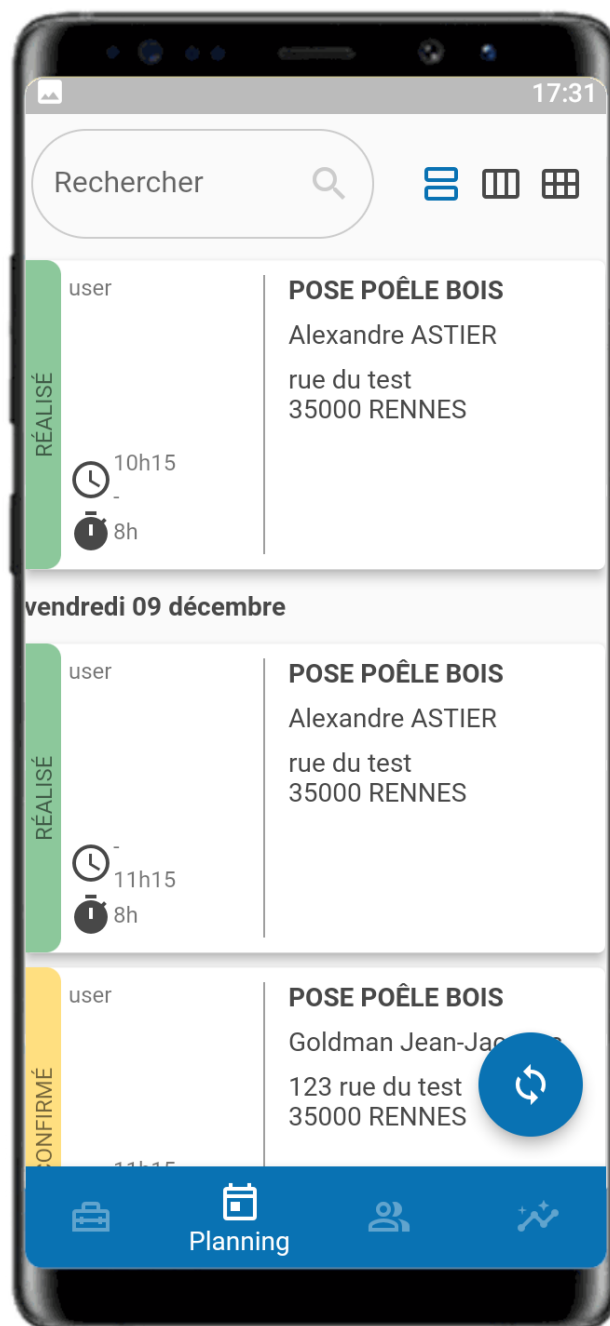 17:31
Rechercher
RÉALISÉ
user
10h15
-
8h
POSE POÊLE BOIS
Alexandre ASTIER
rue du test
35000 RENNES
vendredi 09 décembre
RÉALISÉ
user
-
11h15
8h
POSE POÊLE BOIS
Alexandre ASTIER
rue du test
35000 RENNES
CONFIRMÉ
user
11h15
POSE POÊLE BOIS
Goldman Jean-Jac
123 rue du test
35000 RENNES
Planning